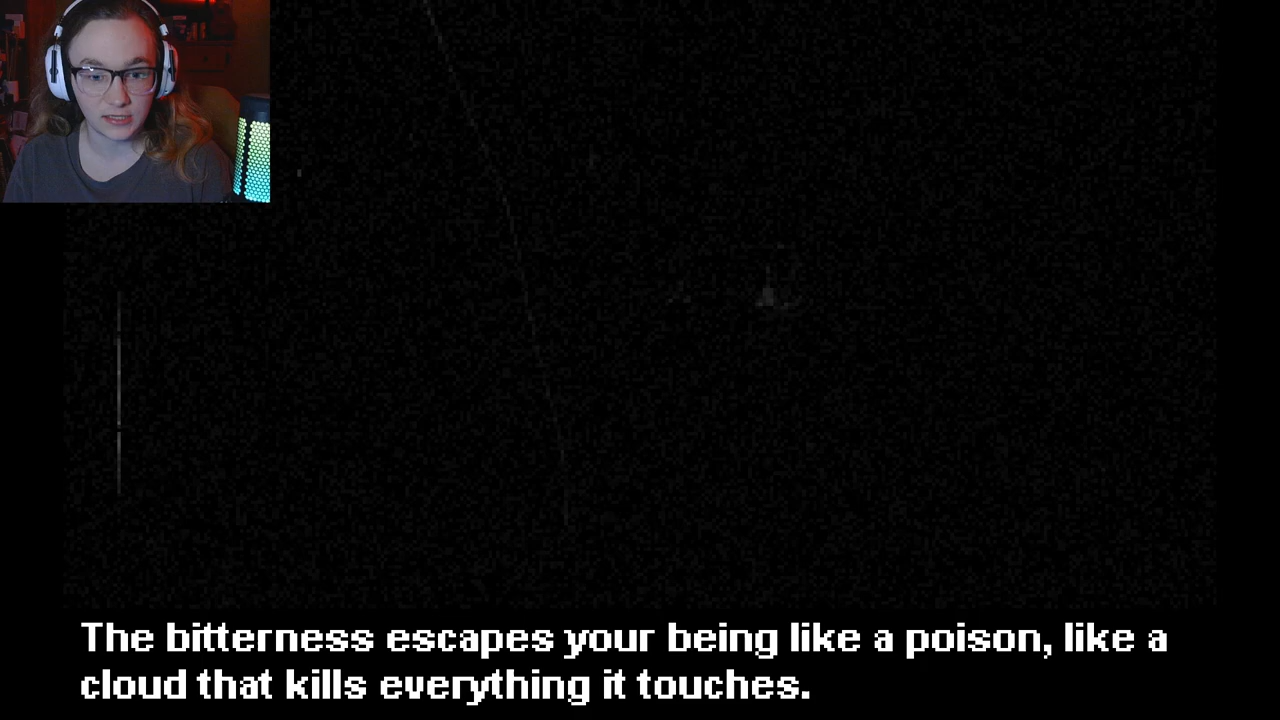 The bitterness escapes your being like a poison, like a
cloud that kills everything it touches.